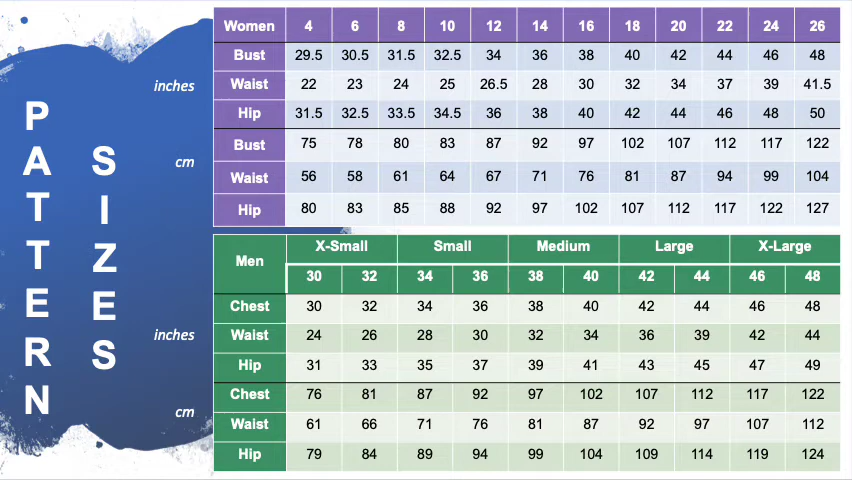 PATTERN
SIZES
inches
cm
inches
cm
Women 4 6 8 10 12 14 16 18 20 22 24 26
Bust 29.5 30.5 31.5 32.5 34 36 38 40 42 44 46 48
Waist 22 23 24 25 26.5 28 30 32 34 37 39 41.5
Hip 31.5 32.5 33.5 34.5 36 38 40 42 44 46 48 50
Bust 75 78 80 83 87 92 97 102 107 112 117 122
Waist 56 58 61 64 67 71 76 81 87 94 99 104
Hip 80 83 85 88 92 97 102 107 112 117 122 127
Men X-Small Small Medium Large X-Large
30 32 34 36 38 40 42 44 46 48
Chest 30 32 34 36 38 40 42 44 46 48
Waist 24 26 28 30 32 34 36 39 42 44
Hip 31 33 35 37 39 41 43 45 47 49
Chest 76 81 87 92 97 102 107 112 117 122
Waist 61 66 71 76 81 87 92 97 107 112
Hip 79 84 89 94 99 104 109 114 119 124